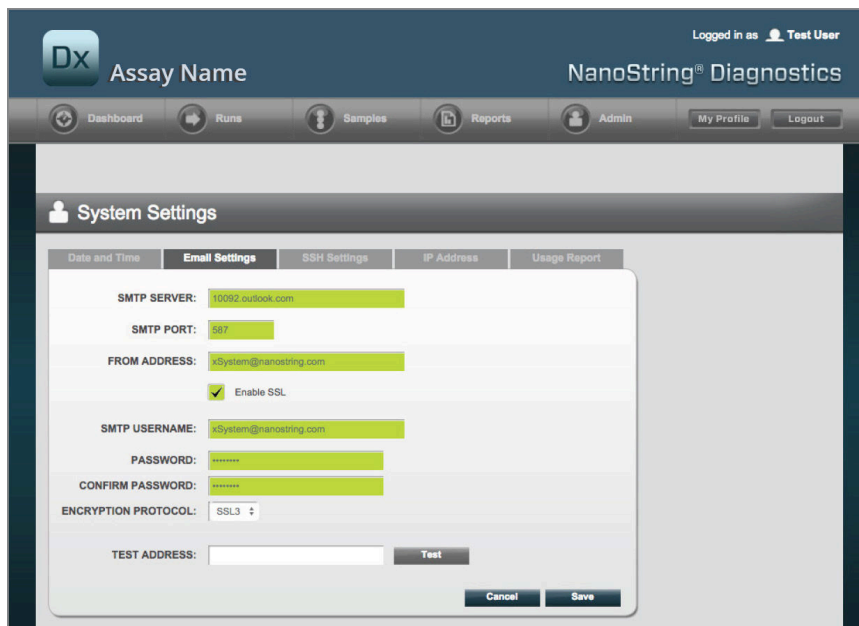 Logged in as Test User
Dx Assay Name
NanoString® Diagnostics
Dashboard Runs Samples Reports Admin My Profile Logout
System Settings
Date and Time Email Settings SSH Settings IP Address Usage Report
SMTP SERVER: 10092.outlook.com
SMTP PORT: 587
FROM ADDRESS: xSystem@nanostring.com
Enable SSL
SMTP USERNAME: xSystem@nanostring.com
PASSWORD: ••••••••
CONFIRM PASSWORD: ••••••••
ENCRYPTION PROTOCOL: SSL3
TEST ADDRESS: Test
Cancel Save